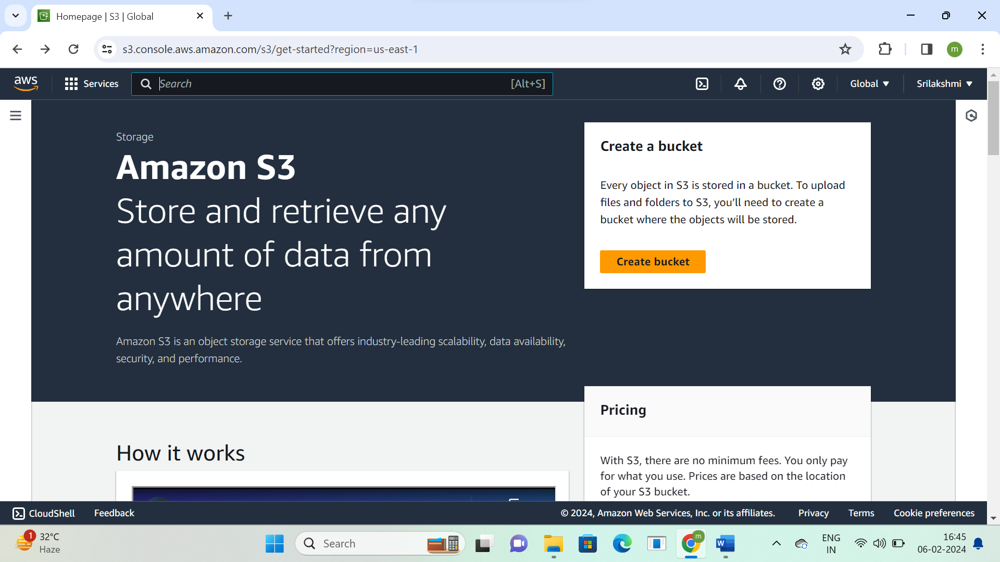 Homepage | S3 | Global
s3.console.aws.amazon.com/s3/get-started?region=us-east-1
m
aws
Services
Search
[Alt+S]
Global
Srilakshmi
Storage
Amazon S3
Store and retrieve any
amount of data from
anywhere
Amazon S3 is an object storage service that offers industry-leading scalability, data availability,
security, and performance.
Create a bucket
Every object in S3 is stored in a bucket. To upload
files and folders to S3, you’ll need to create a
bucket where the objects will be stored.
Create bucket
How it works
Pricing
With S3, there are no minimum fees. You only pay
for what you use. Prices are based on the location
of your S3 bucket.
CloudShell
Feedback
© 2024, Amazon Web Services, Inc. or its affiliates.
Privacy
Terms
Cookie preferences
1
32°C
Haze
Search
m
W
ENG
IN
16:45
06-02-2024